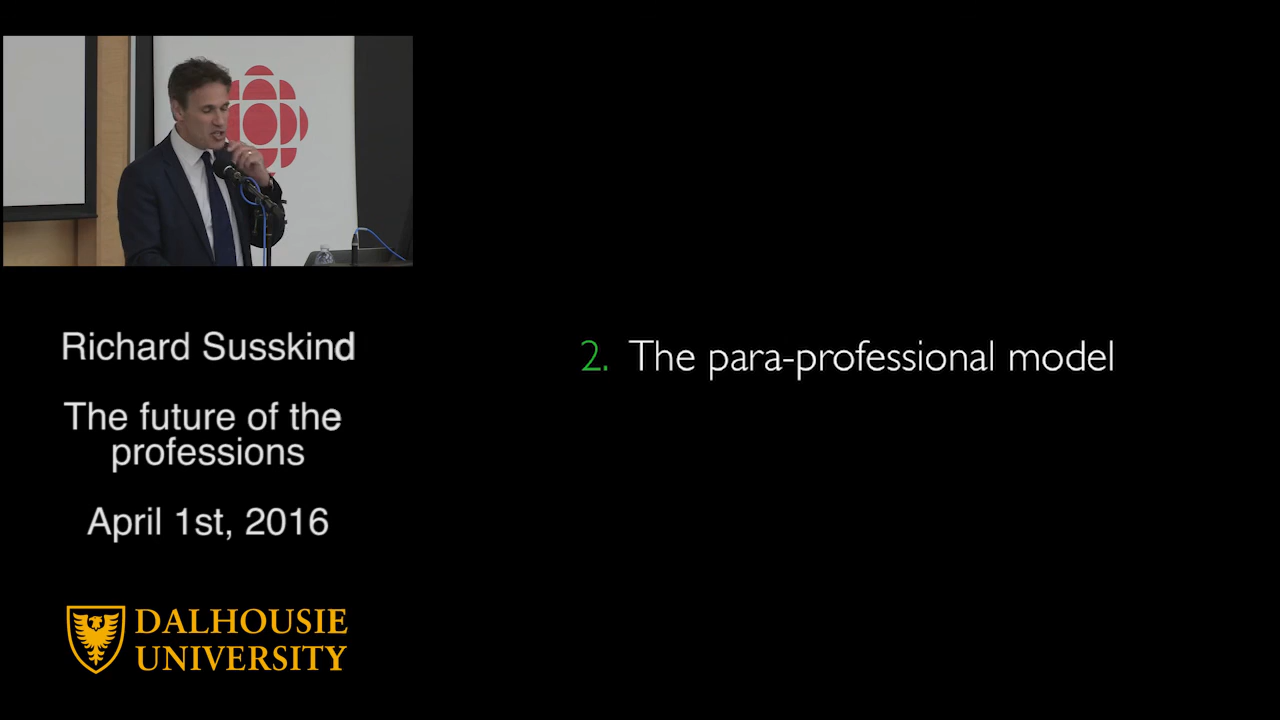 Richard Susskind
The future of the
professions
April 1st, 2016
DALHOUSIE
UNIVERSITY
2. The para-professional model